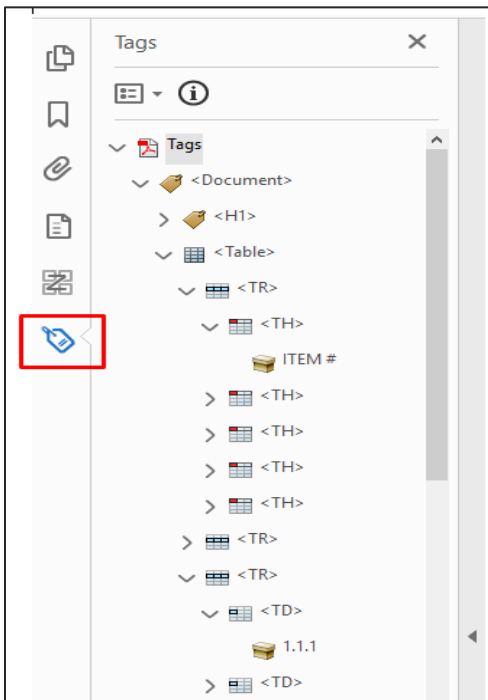 Tags
Tags
<Document>
<H1>
<Table>
<TR>
<TH>
ITEM #
<TH>
<TH>
<TH>
<TH>
<TR>
<TR>
<TD>
1.1.1
<TD>